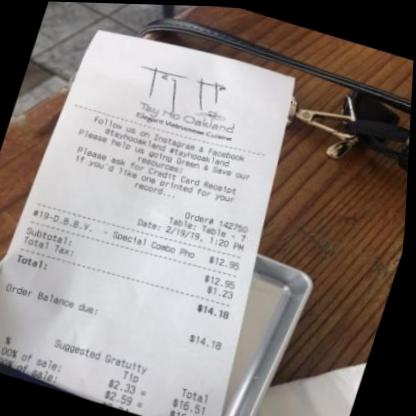 Tay Ho
Tay Ho Oakland
Elegant Vietnamese Cuisine
Follow us on Instagram & Facebook
@tayhooakland #tayhooakland
Please help us going Green & Save our
resources!
Please ask for Credit Card Receipt
if you'd like one printed for your
record...
Order# 142750
Table: Table - 7
Date: 2/19/19, 1:20 PM
#19-D.B.B.V. - Special Combo Pho $12.95
Subtotal: $12.95
Total Tax: $1.23
Total: $14.18
Order Balance due: $14.18
Suggested Gratuity
% Tip Total
00% of sale: $2.33 = $16.51
% of sale: $2.59 =